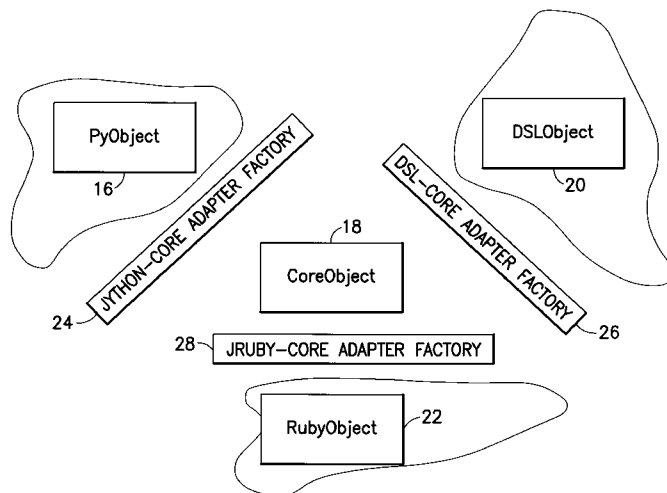 PyObject
16
JYTHON-CORE ADAPTER FACTORY
24
DSLObject
20
DSL-CORE ADAPTER FACTORY
26
18
CoreObject
28
JRUBY-CORE ADAPTER FACTORY
RubyObject
22